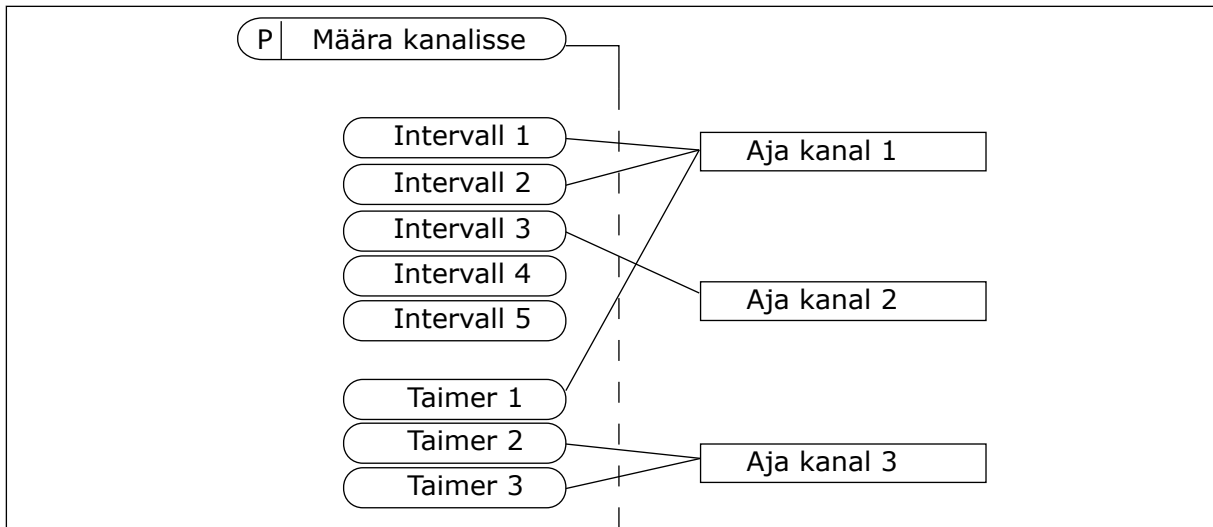 P Määra kanalisse
Intervall 1
Intervall 2
Intervall 3
Intervall 4
Intervall 5
Taimer 1
Taimer 2
Taimer 3
Aja kanal 1
Aja kanal 2
Aja kanal 3